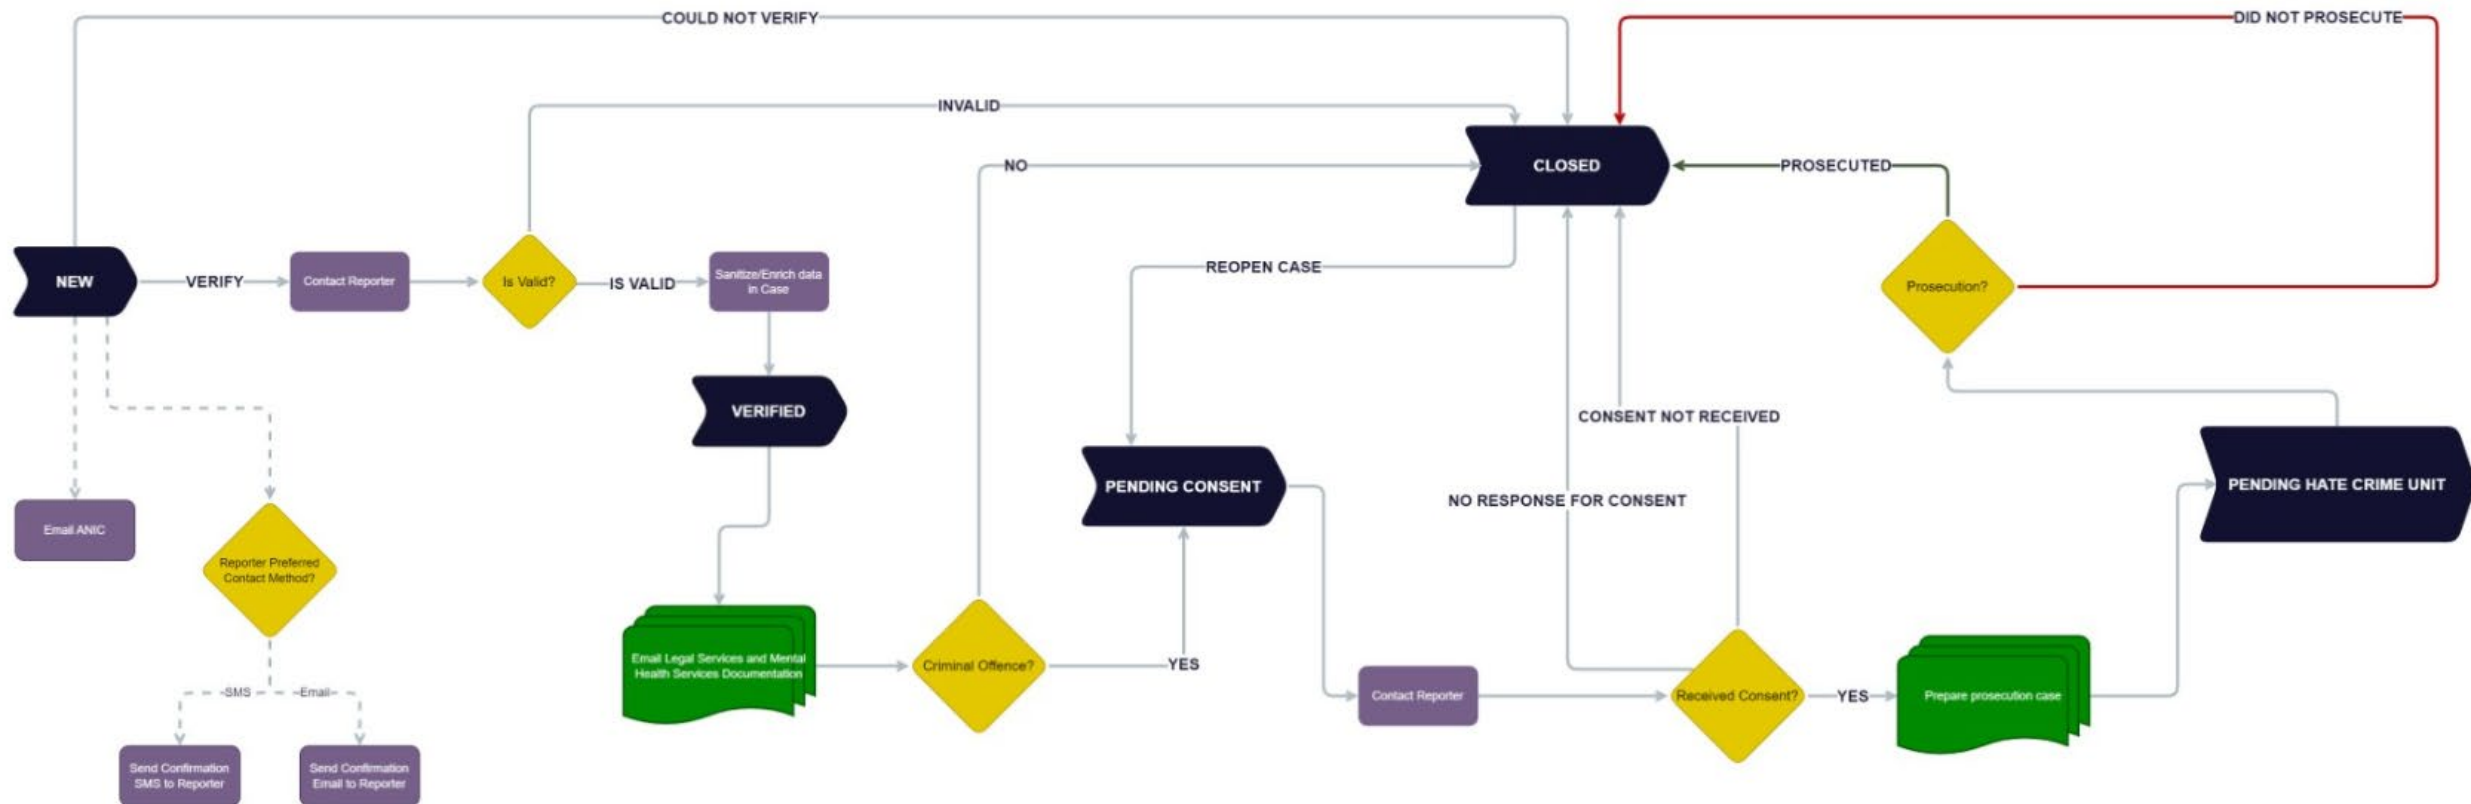 COULD NOT VERIFY
DID NOT PROSECUTE
INVALID
NO
CLOSED
PROSECUTED
NEW
VERIFY
Contact Reporter
Is Valid?
IS VALID
Sanitize/Enrich data
in Case
REOPEN CASE
Prosecution?
VERIFIED
CONSENT NOT RECEIVED
PENDING CONSENT
NO RESPONSE FOR CONSENT
PENDING HATE CRIME UNIT
Email ANIC
Reporter Preferred
Contact Method?
Email Legal Services and Mental
Health Services Documentation
Criminal Offence?
YES
Contact Reporter
Received Consent?
YES
Prepare prosecution case
SMS
Email
Send Confirmation
SMS to Reporter
Send Confirmation
Email to Reporter